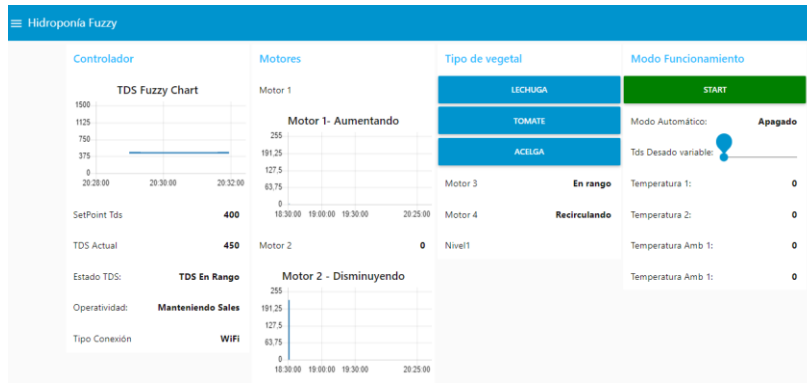 Hidroponía Fuzzy
Controlador
TDS Fuzzy Chart
1500
1125
750
375
0
20:28:00 20:30:00 20:32:00
SetPoint Tds 400
TDS Actual 450
Estado TDS: TDS En Rango
Operatividad: Manteniendo Sales
Tipo Conexión WiFi
Motores
Motor 1
Motor 1- Aumentando
255
191,25
127,5
63,75
0
18:30:00 19:00:00 19:30:00 20:25:00
Motor 2 0
Motor 2 - Disminuyendo
255
191,25
127,5
63,75
0
18:30:00 19:00:00 19:30:00 20:25:00
Tipo de vegetal
LECHUGA
TOMATE
ACELGA
Motor 3 En rango
Motor 4 Recirculando
Nivel1
Modo Funcionamiento
START
Modo Automático: Apagado
Tds Desado variable:
Temperatura 1: 0
Temperatura 2: 0
Temperatura Amb 1: 0
Temperatura Amb 1: 0